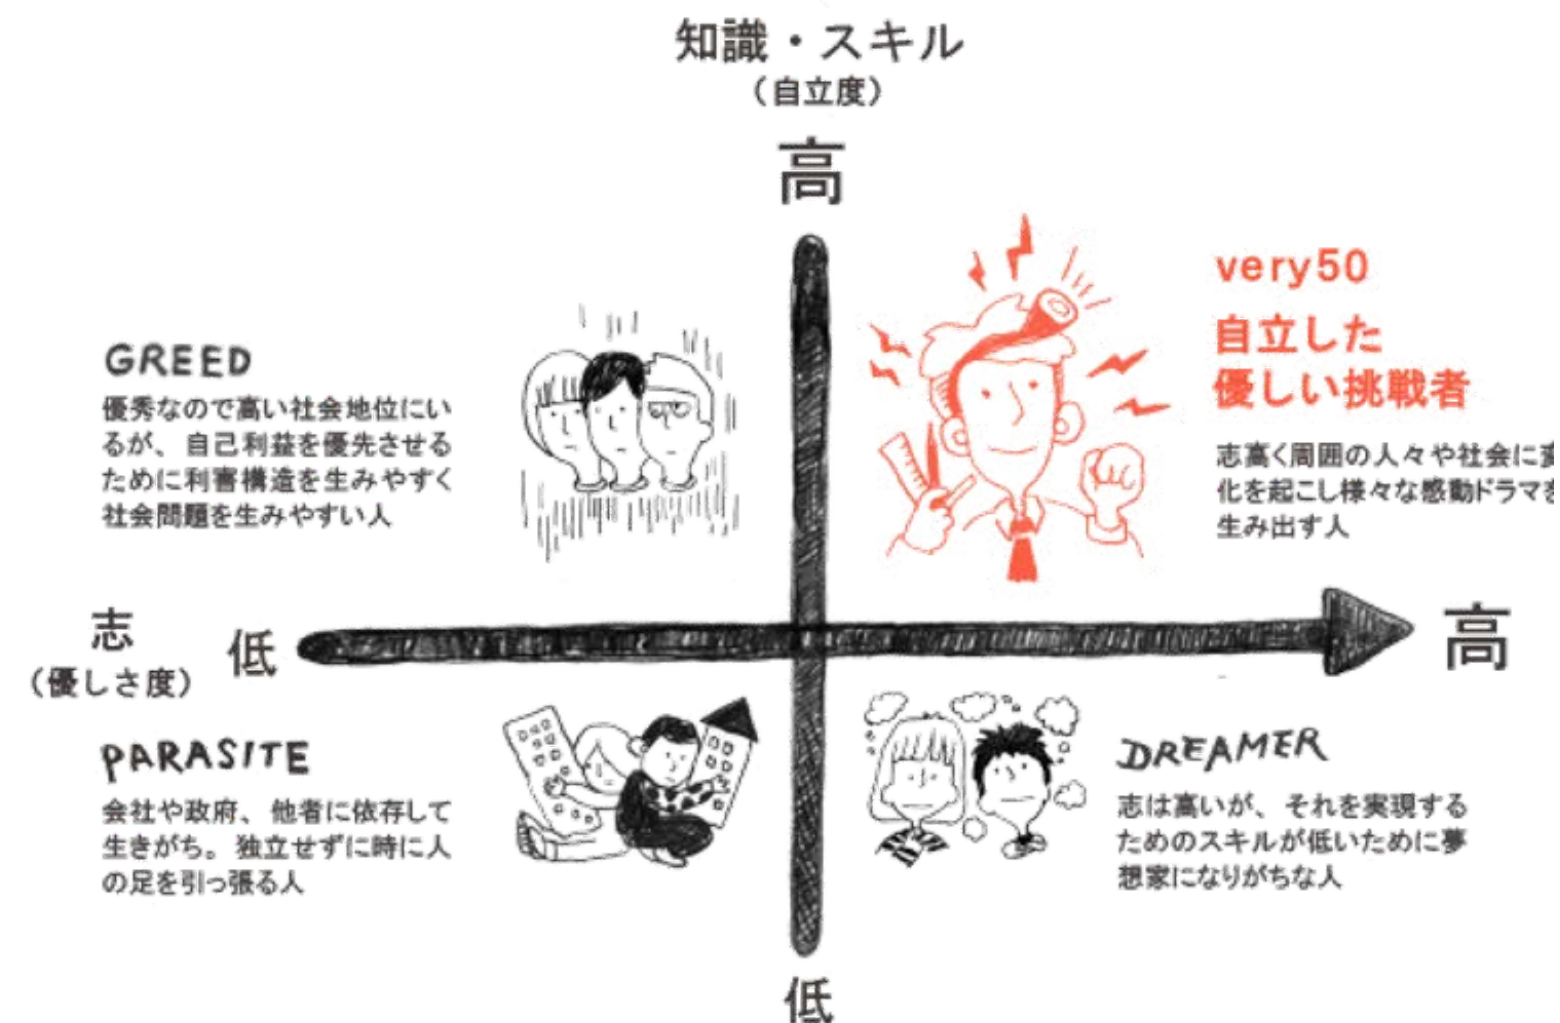 知識・スキル
（自立度）
高
very50
自立した
優しい挑戦者
志高く周囲の人々や社会に変
化を起こし様々な感動ドラマを
生み出す人
GREED
優秀なので高い社会地位にい
るが、自己利益を優先させる
ために利害構造を生みやすく
社会問題を生みやすい人
志
（優しさ度）
低
高
PARASITE
会社や政府、他者に依存して
生きがち。独立せずに時に人
の足を引っ張る人
DREAMER
志は高いが、それを実現する
ためのスキルが低いために夢
想家になりがちな人
低